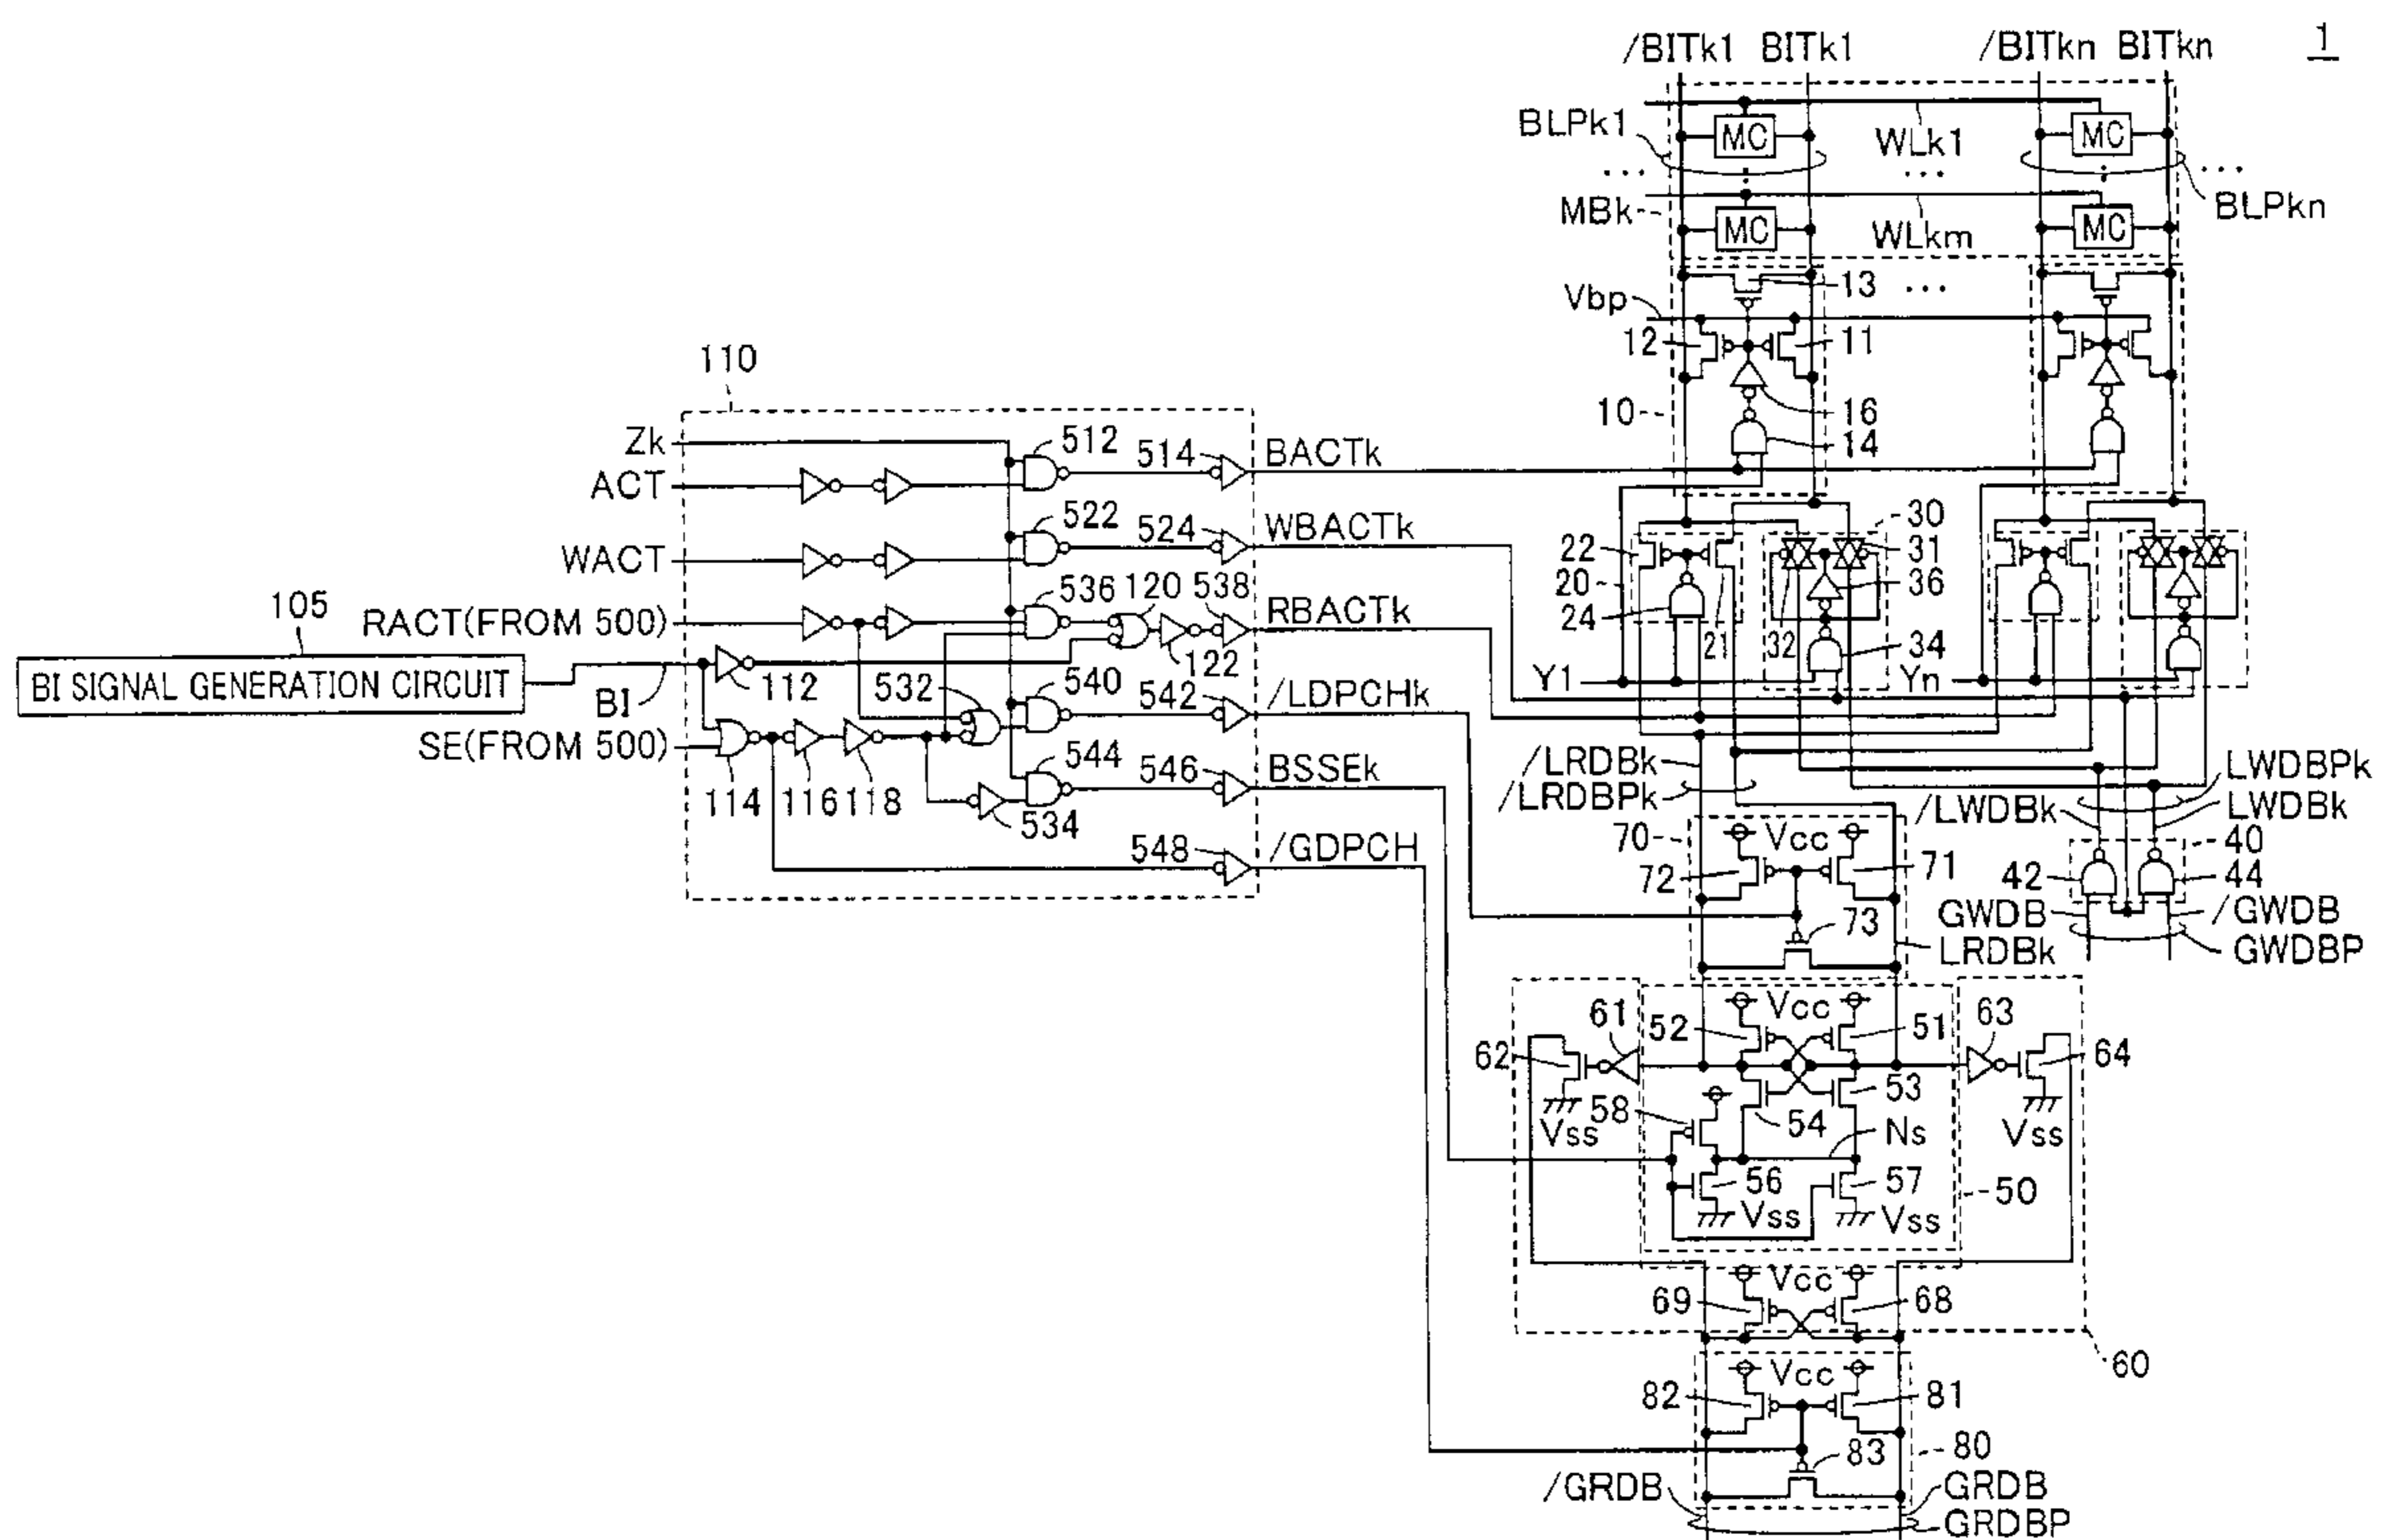 /BITk1 BITk1 /BITkn BITkn 1
BLPk1 MC WLk1 MC
... ... ...
MBk MC WLkm MC BLPkn
13 ...
Vbp
12 11
110
10 16
Zk 512 514 BACTk 14
ACT
522 524 WBACTk 30
WACT 22 31
105 536 120 538 20 36
RACT(FROM 500) RBACTk 24
BI SIGNAL GENERATION CIRCUIT 122 21 32 34
112 532 540 542 /LDPCHk Y1 Yn
BI
SE(FROM 500) 544 546 BSSEk /LRDBk LWDBPk
114 116 118 534 /LRDBPk /LWDBk LWDBk
548 /GDPCH 70 Vcc 40
72 71 42 44
73 GWDB /GWDB
LRDBk GWDBP
61 52 Vcc 51 63
62 64
58 54 53
Vss Ns Vss
56 57 50
Vss Vss
69 Vcc 68
60
82 Vcc 81
83 80
/GRDB GRDB
GRDBP